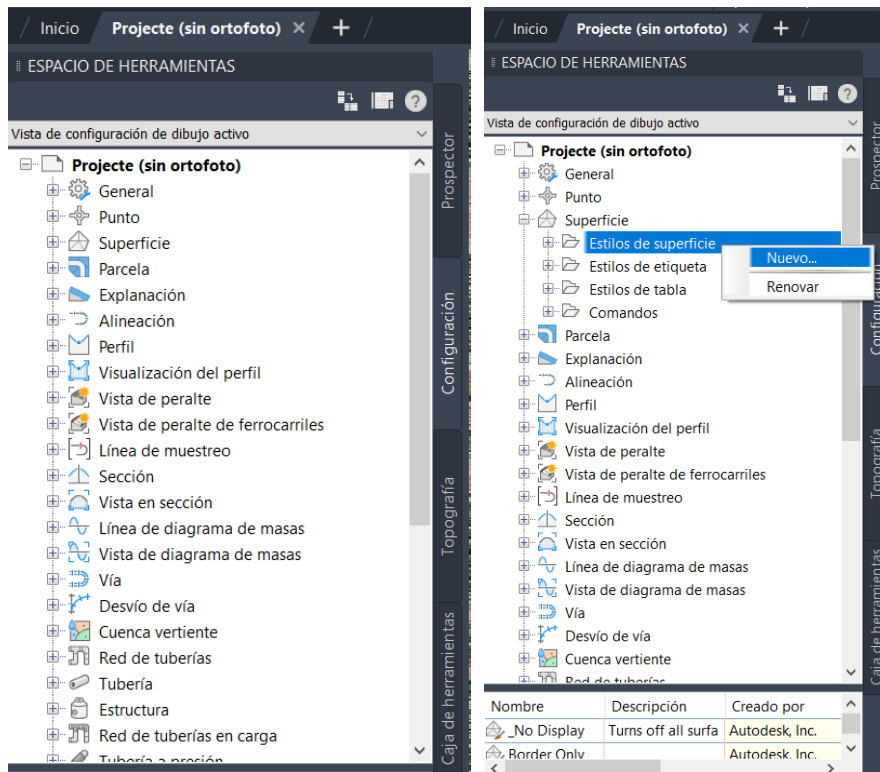 Inicio
Projecte (sin ortofoto)
ESPACIO DE HERRAMIENTAS
Vista de configuración de dibujo activo
Projecte (sin ortofoto)
General
Punto
Superficie
Parcela
Explanación
Alineación
Perfil
Visualización del perfil
Vista de peralte
Vista de peralte de ferrocarriles
Línea de muestreo
Sección
Vista en sección
Línea de diagrama de masas
Vista de diagrama de masas
Vía
Desvío de vía
Cuenca vertiente
Red de tuberías
Tubería
Estructura
Red de tuberías en carga
Tubería a presión
Prospector
Configuración
Topografía
Caja de herramientas
Inicio
Projecte (sin ortofoto)
ESPACIO DE HERRAMIENTAS
Vista de configuración de dibujo activo
Projecte (sin ortofoto)
General
Punto
Superficie
Estilos de superficie
Nuevo...
Estilos de etiqueta
Renovar
Estilos de tabla
Comandos
Parcela
Explanación
Alineación
Perfil
Visualización del perfil
Vista de peralte
Vista de peralte de ferrocarriles
Línea de muestreo
Sección
Vista en sección
Línea de diagrama de masas
Vista de diagrama de masas
Vía
Desvío de vía
Cuenca vertiente
Red de tuberías
Nombre Descripción Creado por
_No Display Turns off all surfa Autodesk, Inc.
Border Only Autodesk, Inc.
Prospector
Configuración
Topografía
Caja de herramientas